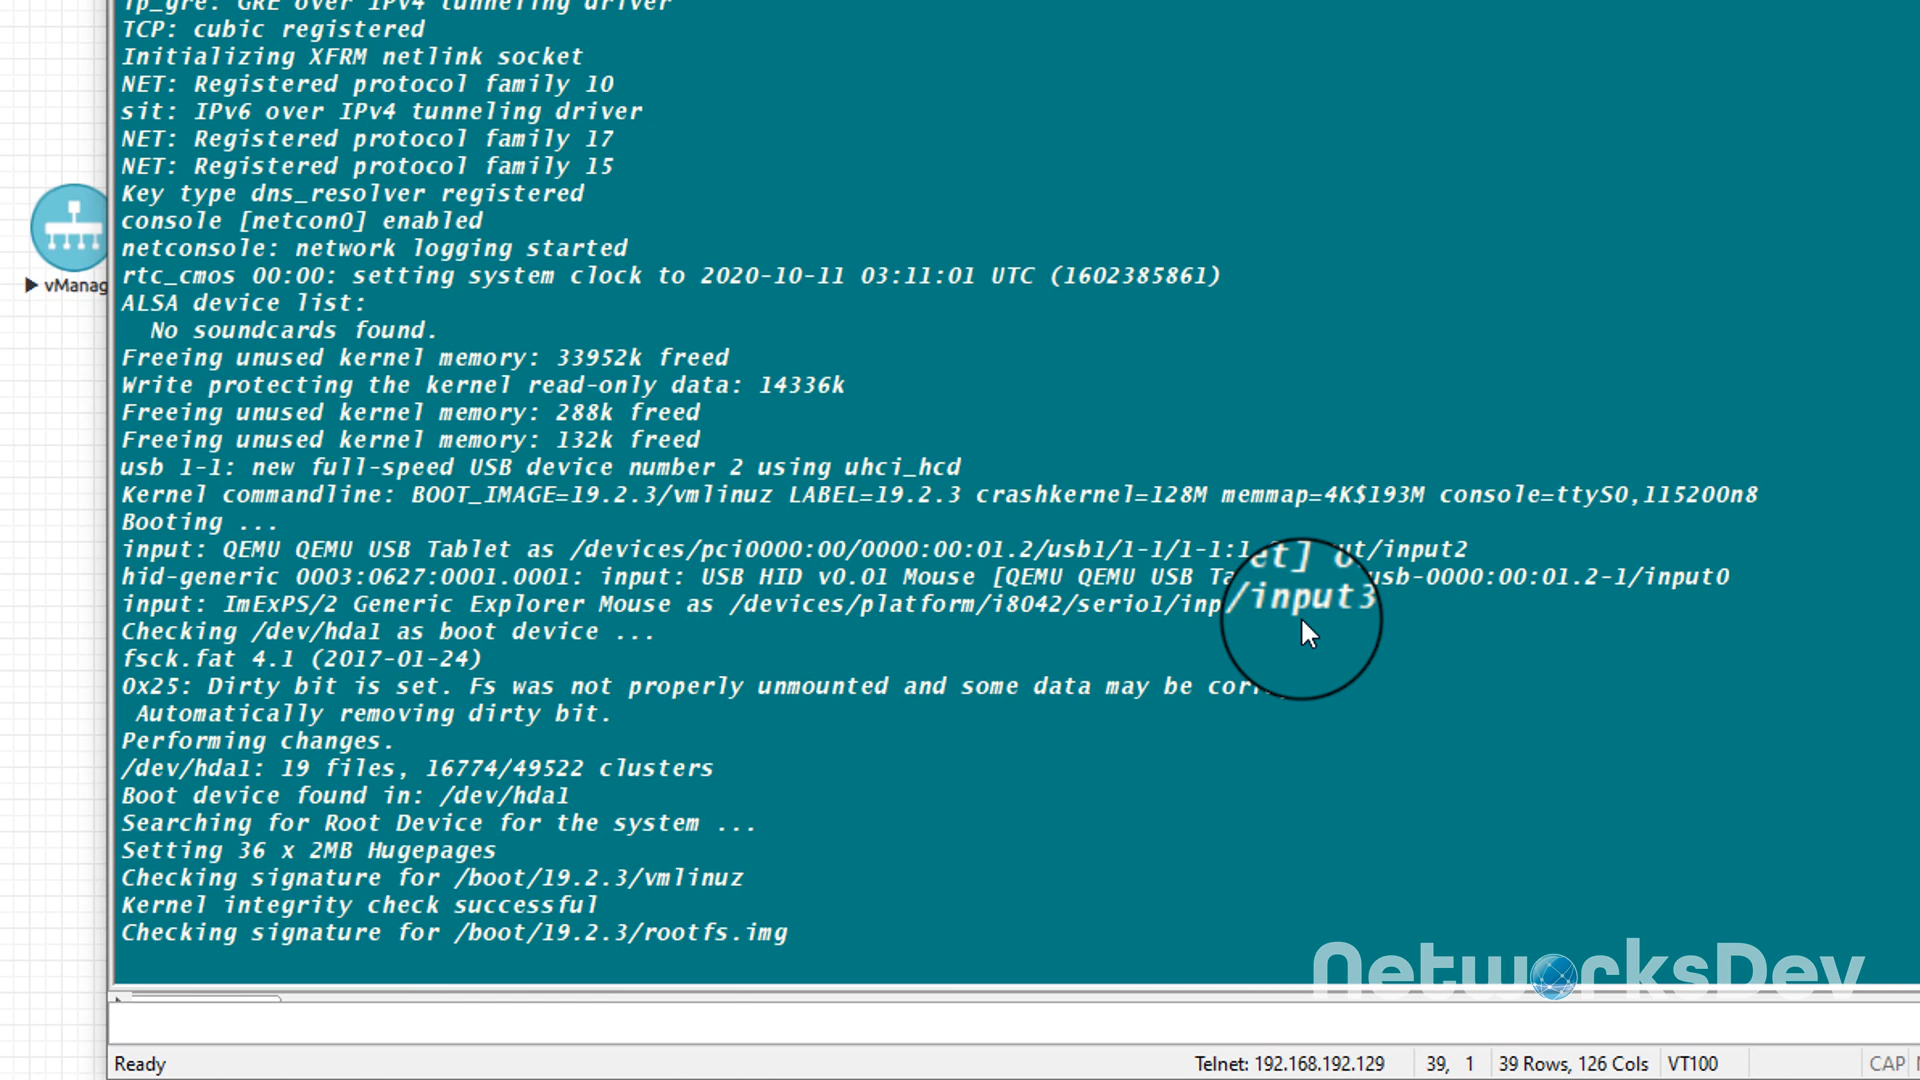 ip_gre: GRE over IPv4 tunneling driver
TCP: cubic registered
Initializing XFRM netlink socket
NET: Registered protocol family 10
sit: IPv6 over IPv4 tunneling driver
NET: Registered protocol family 17
NET: Registered protocol family 15
Key type dns_resolver registered
console [netcon0] enabled
netconsole: network logging started
rtc_cmos 00:00: setting system clock to 2020-10-11 03:11:01 UTC (1602385861)
ALSA device list:
No soundcards found.
Freeing unused kernel memory: 33952k freed
Write protecting the kernel read-only data: 14336k
Freeing unused kernel memory: 288k freed
Freeing unused kernel memory: 132k freed
usb 1-1: new full-speed USB device number 2 using uhci_hcd
Kernel commandline: BOOT_IMAGE=19.2.3/vmlinuz LABEL=19.2.3 crashkernel=128M memmap=4K$193M console=ttyS0,115200n8
Booting ...
input: QEMU QEMU USB Tablet as /devices/pci0000:00/0000:00:01.2/usb1/1-1/1-1:1 ut/input2
hid-generic 0003:0627:0001.0001: input: USB HID v0.01 Mouse [QEMU QEMU USB Ta et] usb-0000:00:01.2-1/input0
input: ImExPS/2 Generic Explorer Mouse as /devices/platform/i8042/serio1/inp /input3
Checking /dev/hda1 as boot device ...
fsck.fat 4.1 (2017-01-24)
0x25: Dirty bit is set. Fs was not properly unmounted and some data may be cor
Automatically removing dirty bit.
Performing changes.
/dev/hda1: 19 files, 16774/49522 clusters
Boot device found in: /dev/hda1
Searching for Root Device for the system ...
Setting 36 x 2MB Hugepages
Checking signature for /boot/19.2.3/vmlinuz
Kernel integrity check successful
Checking signature for /boot/19.2.3/rootfs.img
vManag
networksDev
Ready
Telnet: 192.168.192.129
39, 1
39 Rows, 126 Cols
VT100
CAP